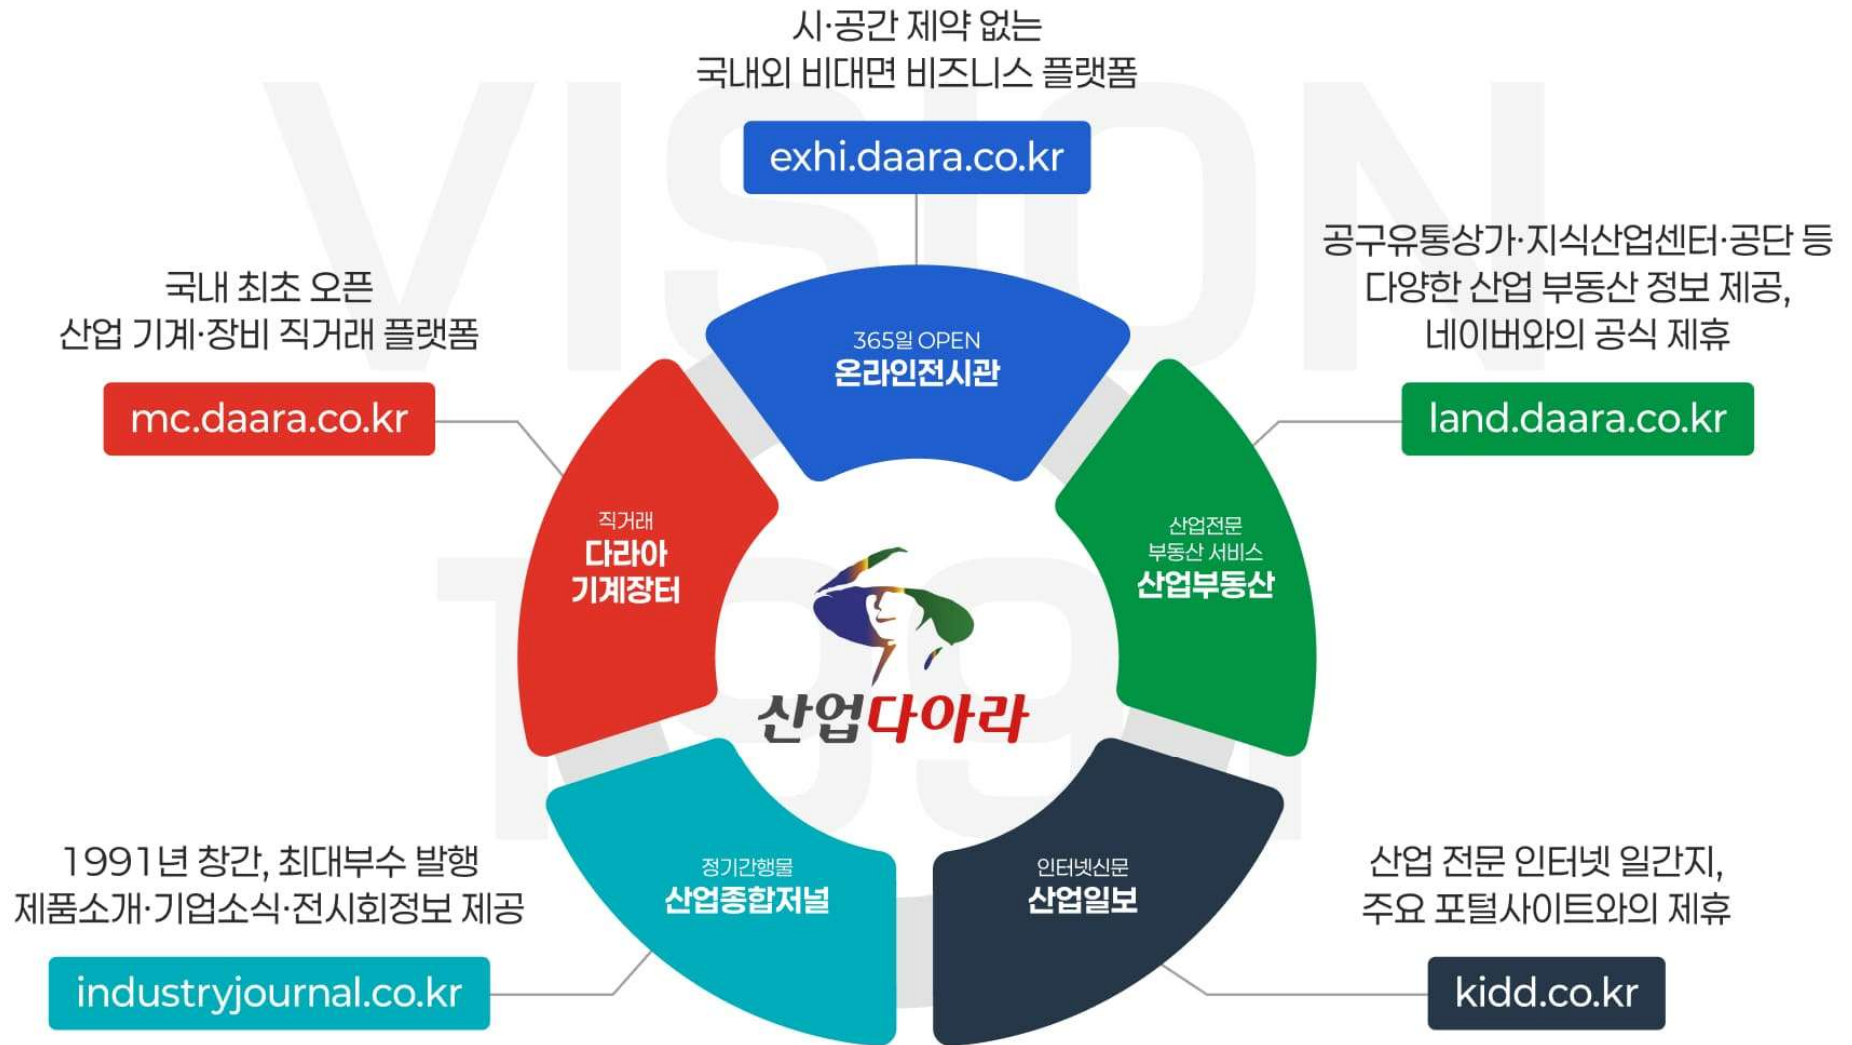 시·공간 제약 없는
국내외 비대면 비즈니스 플랫폼
exhi.daara.co.kr
365일 OPEN
온라인전시관
공구유통상가·지식산업센터·공단 등
다양한 산업 부동산 정보 제공,
네이버와의 공식 제휴
land.daara.co.kr
산업전문
부동산 서비스
산업부동산
국내 최초 오픈
산업 기계·장비 직거래 플랫폼
mc.daara.co.kr
직거래
다라아
기계장터
산업다아라
1991년 창간, 최대부수 발행
제품소개·기업소식·전시회정보 제공
industryjournal.co.kr
정기간행물
산업종합저널
인터넷신문
산업일보
산업 전문 인터넷 일간지,
주요 포털사이트와의 제휴
kidd.co.kr
VISION
1991